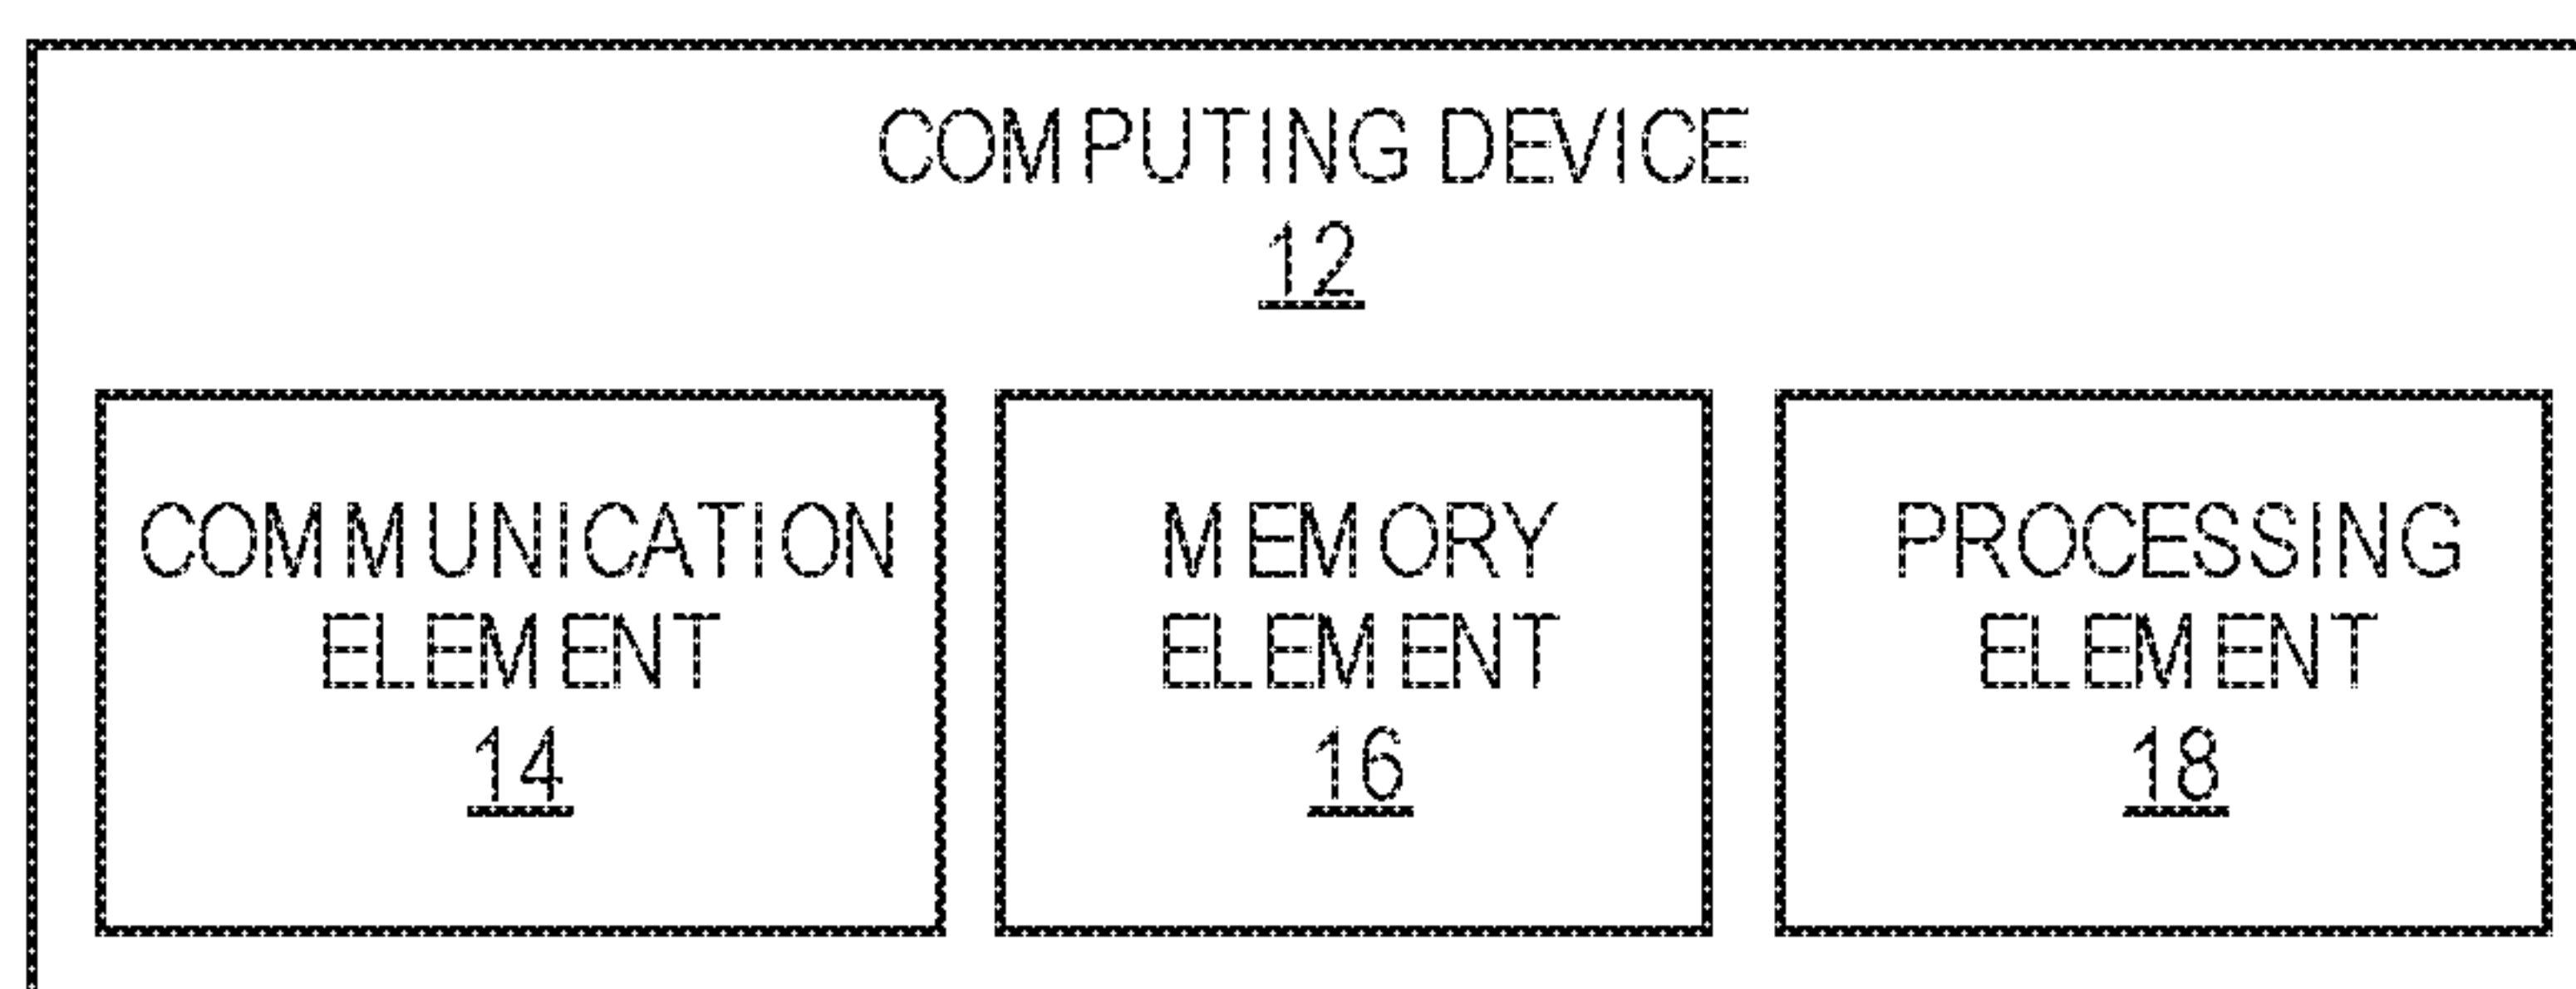 COMPUTING DEVICE
12
COMMUNICATION
ELEMENT
14
MEMORY
ELEMENT
16
PROCESSING
ELEMENT
18